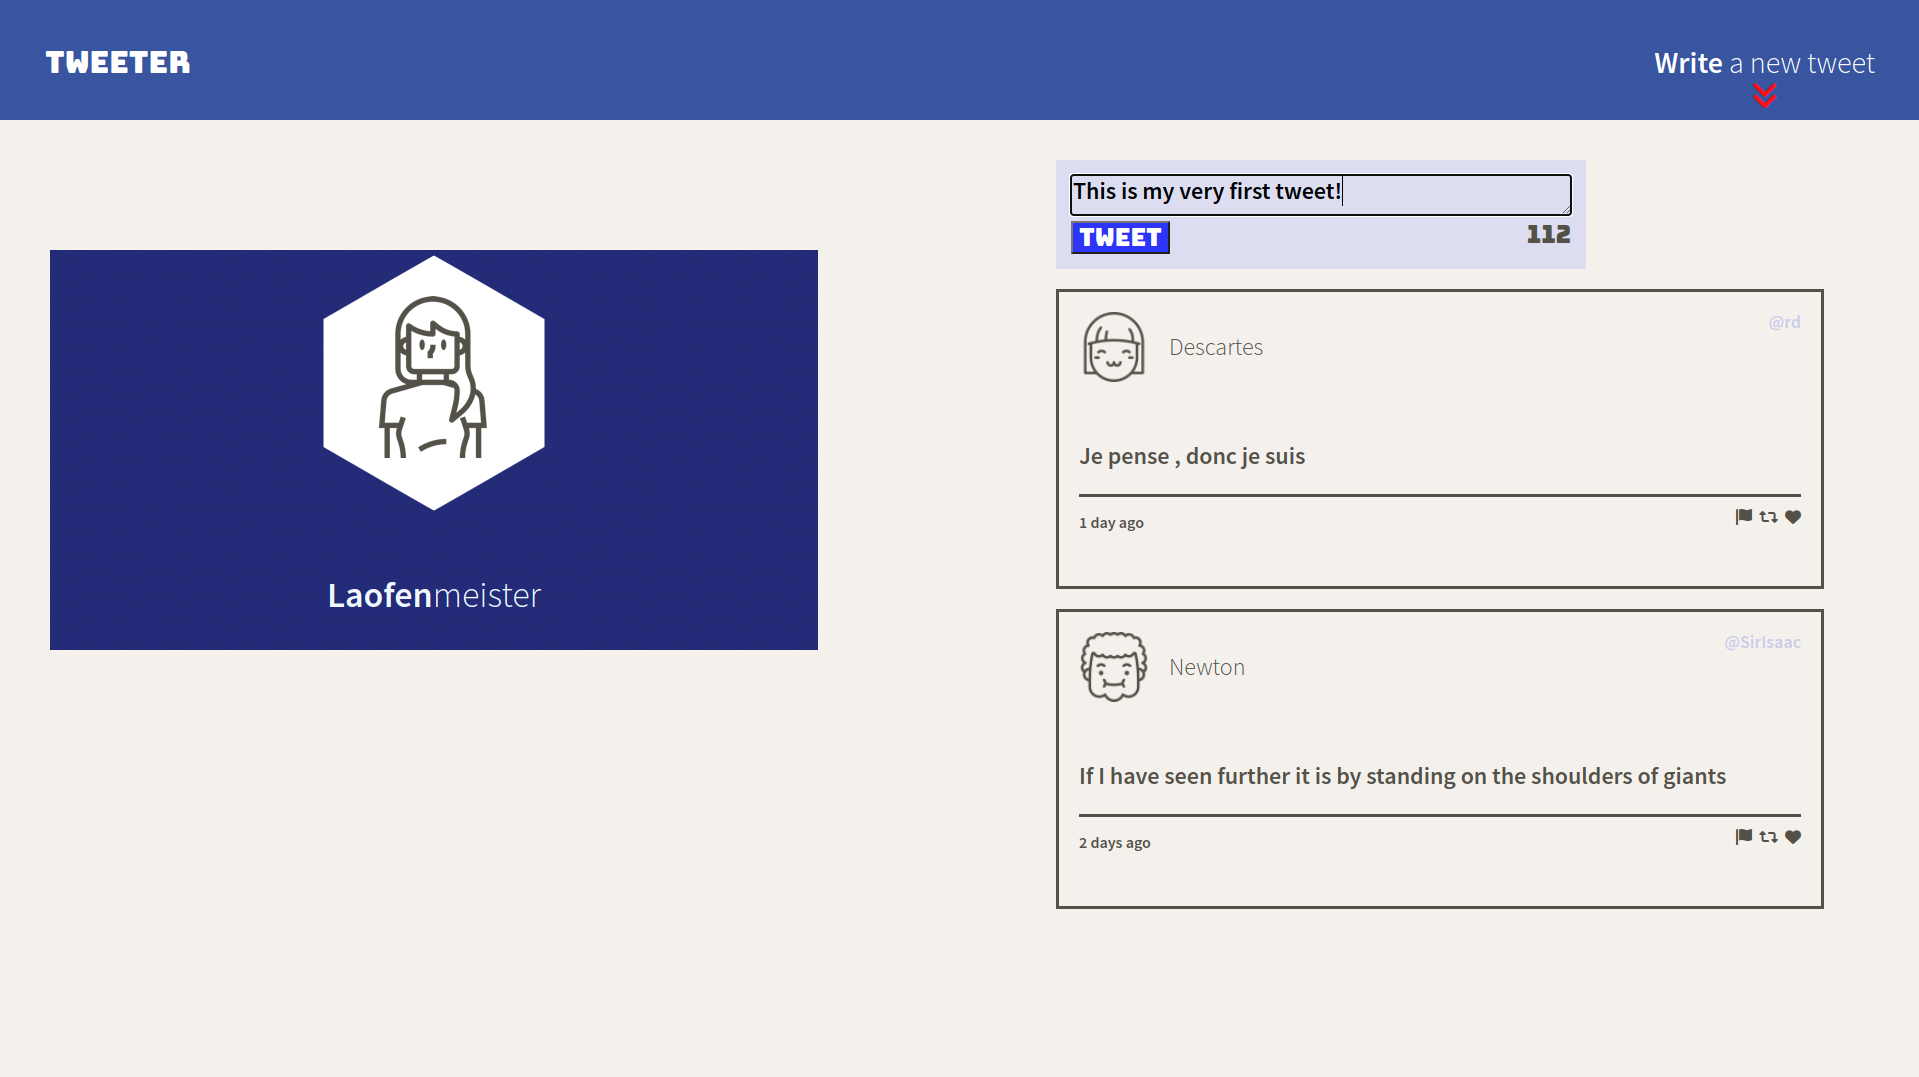 TWEETER
Write a new tweet
This is my very first tweet!
TWEET
112
Laofenmeister
Descartes
@rd
Je pense , donc je suis
1 day ago
Newton
@SirIsaac
If I have seen further it is by standing on the shoulders of giants
2 days ago